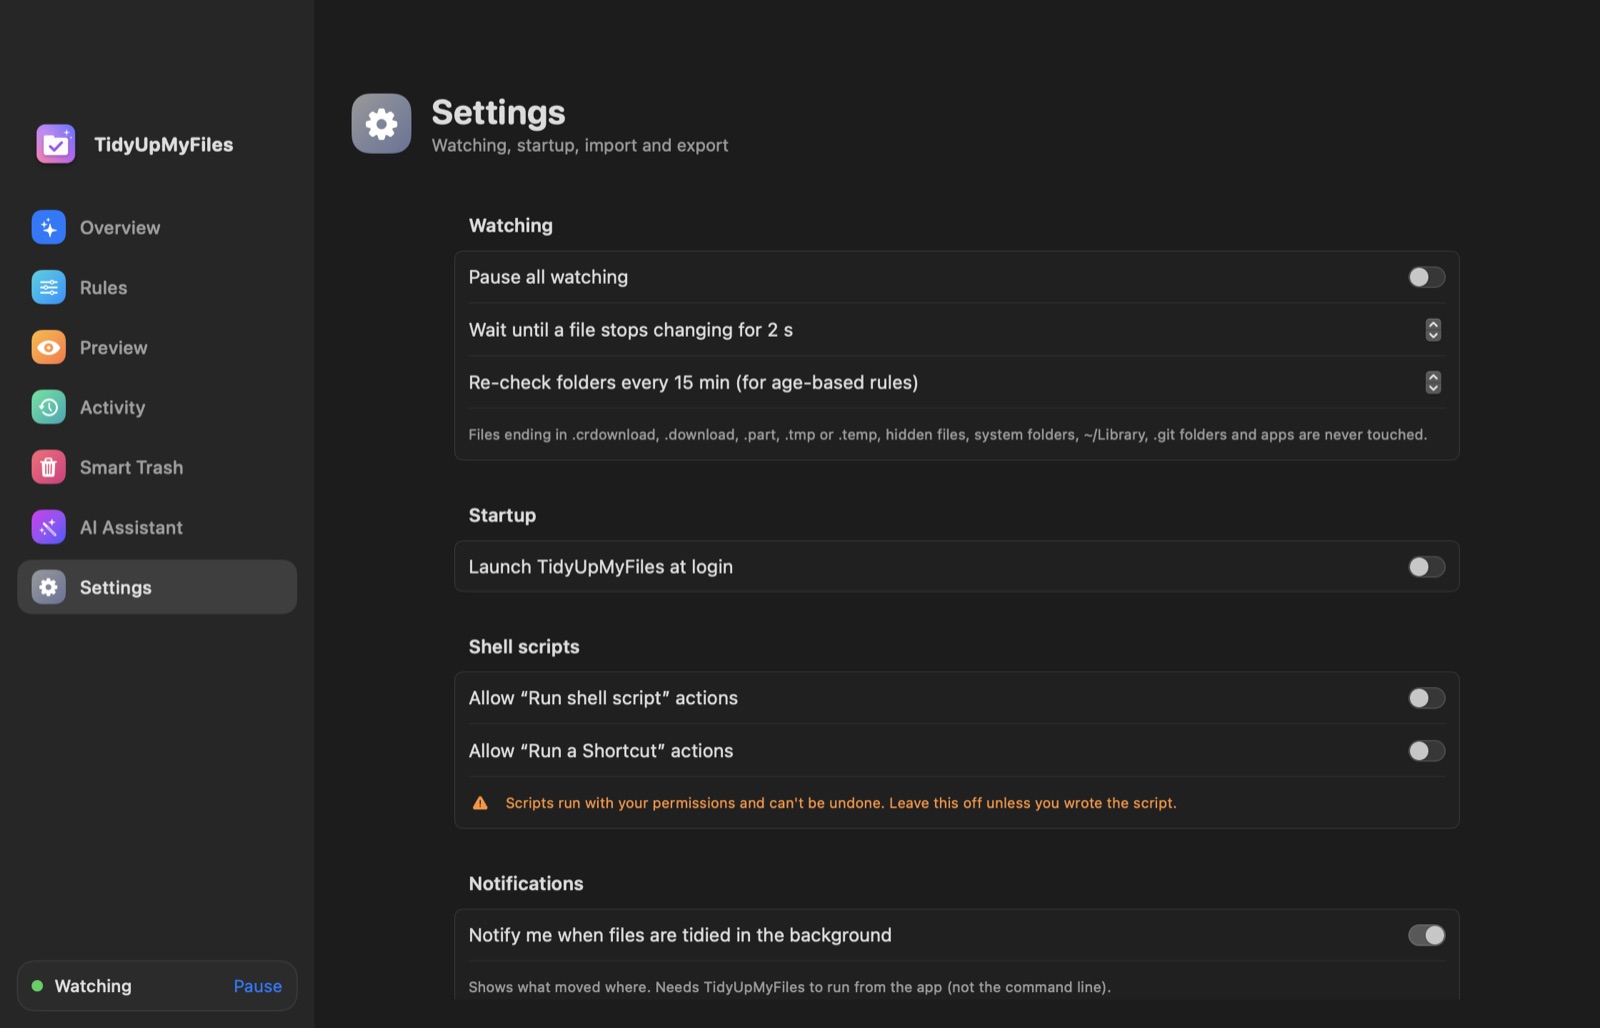 TidyUpMyFiles
Overview
Rules
Preview
Activity
Smart Trash
AI Assistant
Settings
Watching
Pause
Settings
Watching, startup, import and export
Watching
Pause all watching
Wait until a file stops changing for 2 s
Re-check folders every 15 min (for age-based rules)
Files ending in .crdownload, .download, .part, .tmp or .temp, hidden files, system folders, ~/Library, .git folders and apps are never touched.
Startup
Launch TidyUpMyFiles at login
Shell scripts
Allow “Run shell script” actions
Allow “Run a Shortcut” actions
Scripts run with your permissions and can't be undone. Leave this off unless you wrote the script.
Notifications
Notify me when files are tidied in the background
Shows what moved where. Needs TidyUpMyFiles to run from the app (not the command line).